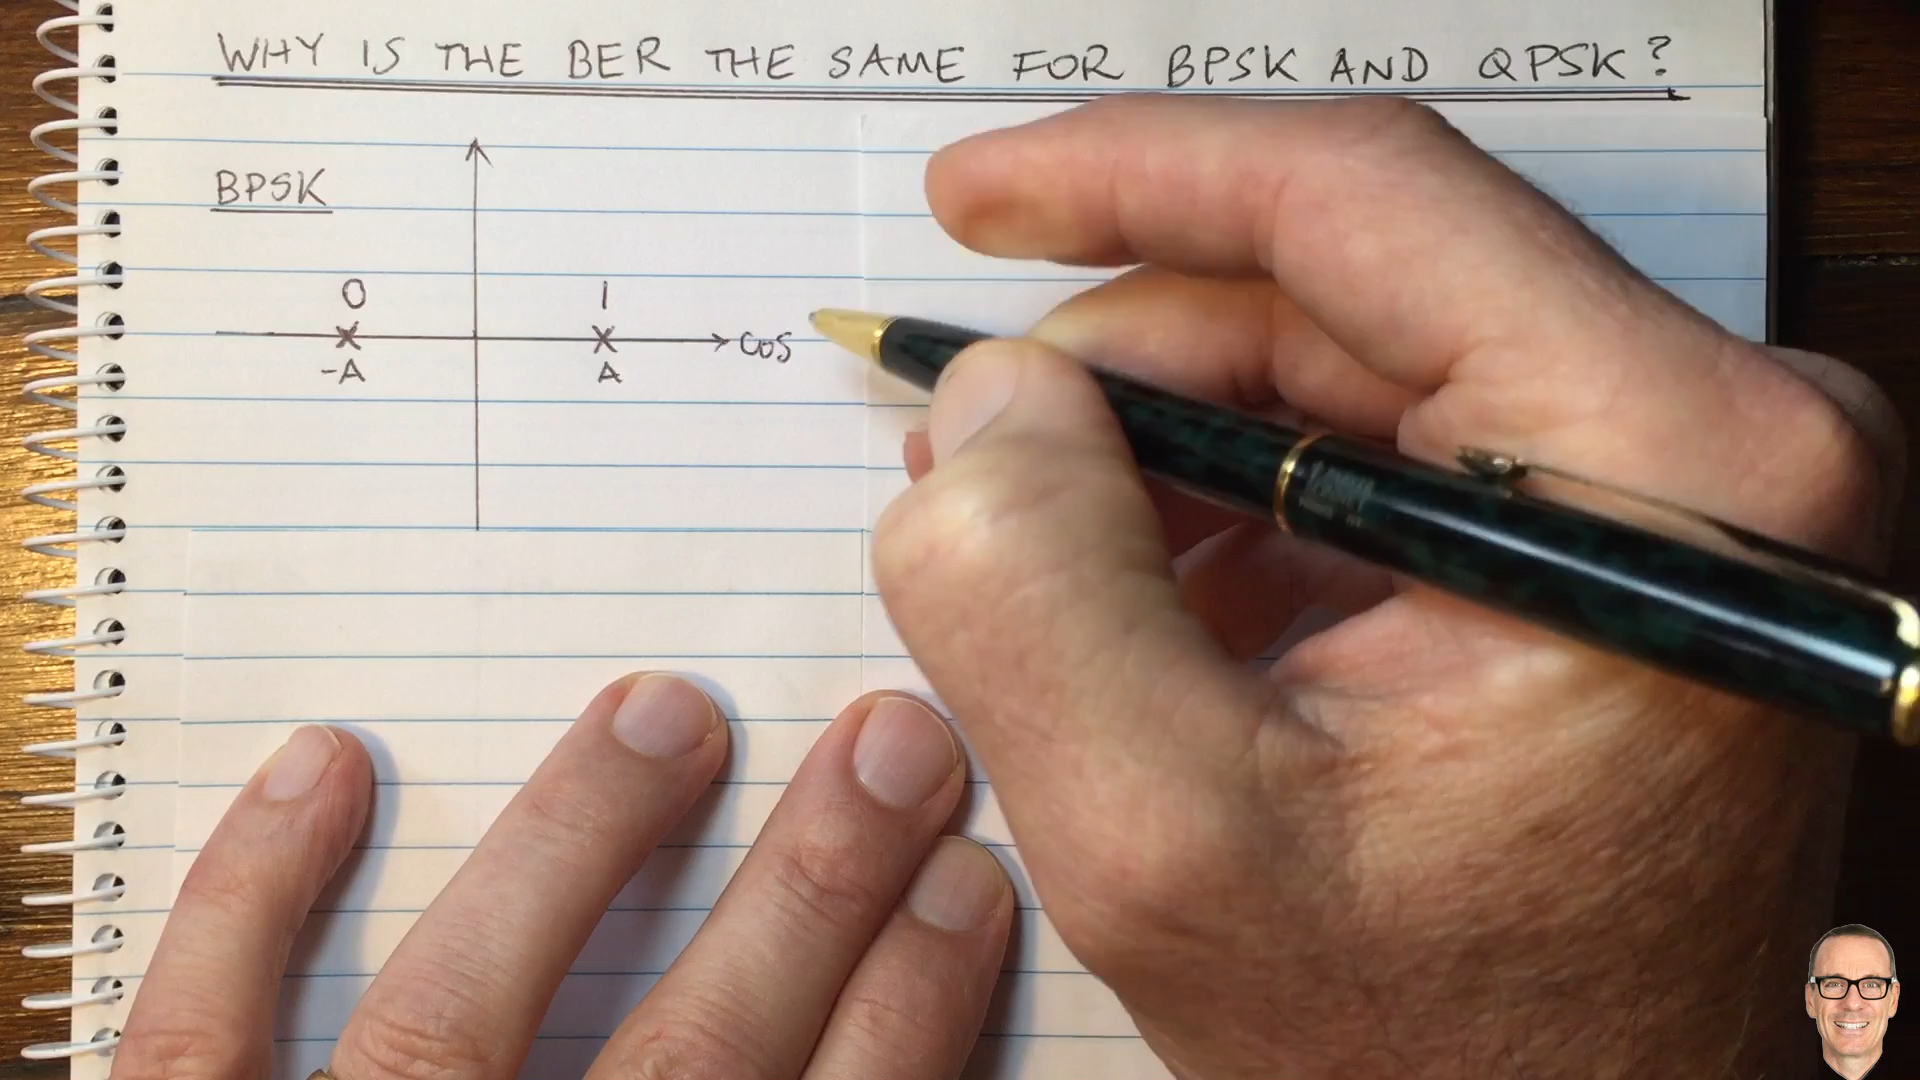 WHY IS THE BER THE SAME FOR BPSK AND QPSK?
BPSK
0 1
cos
-A A